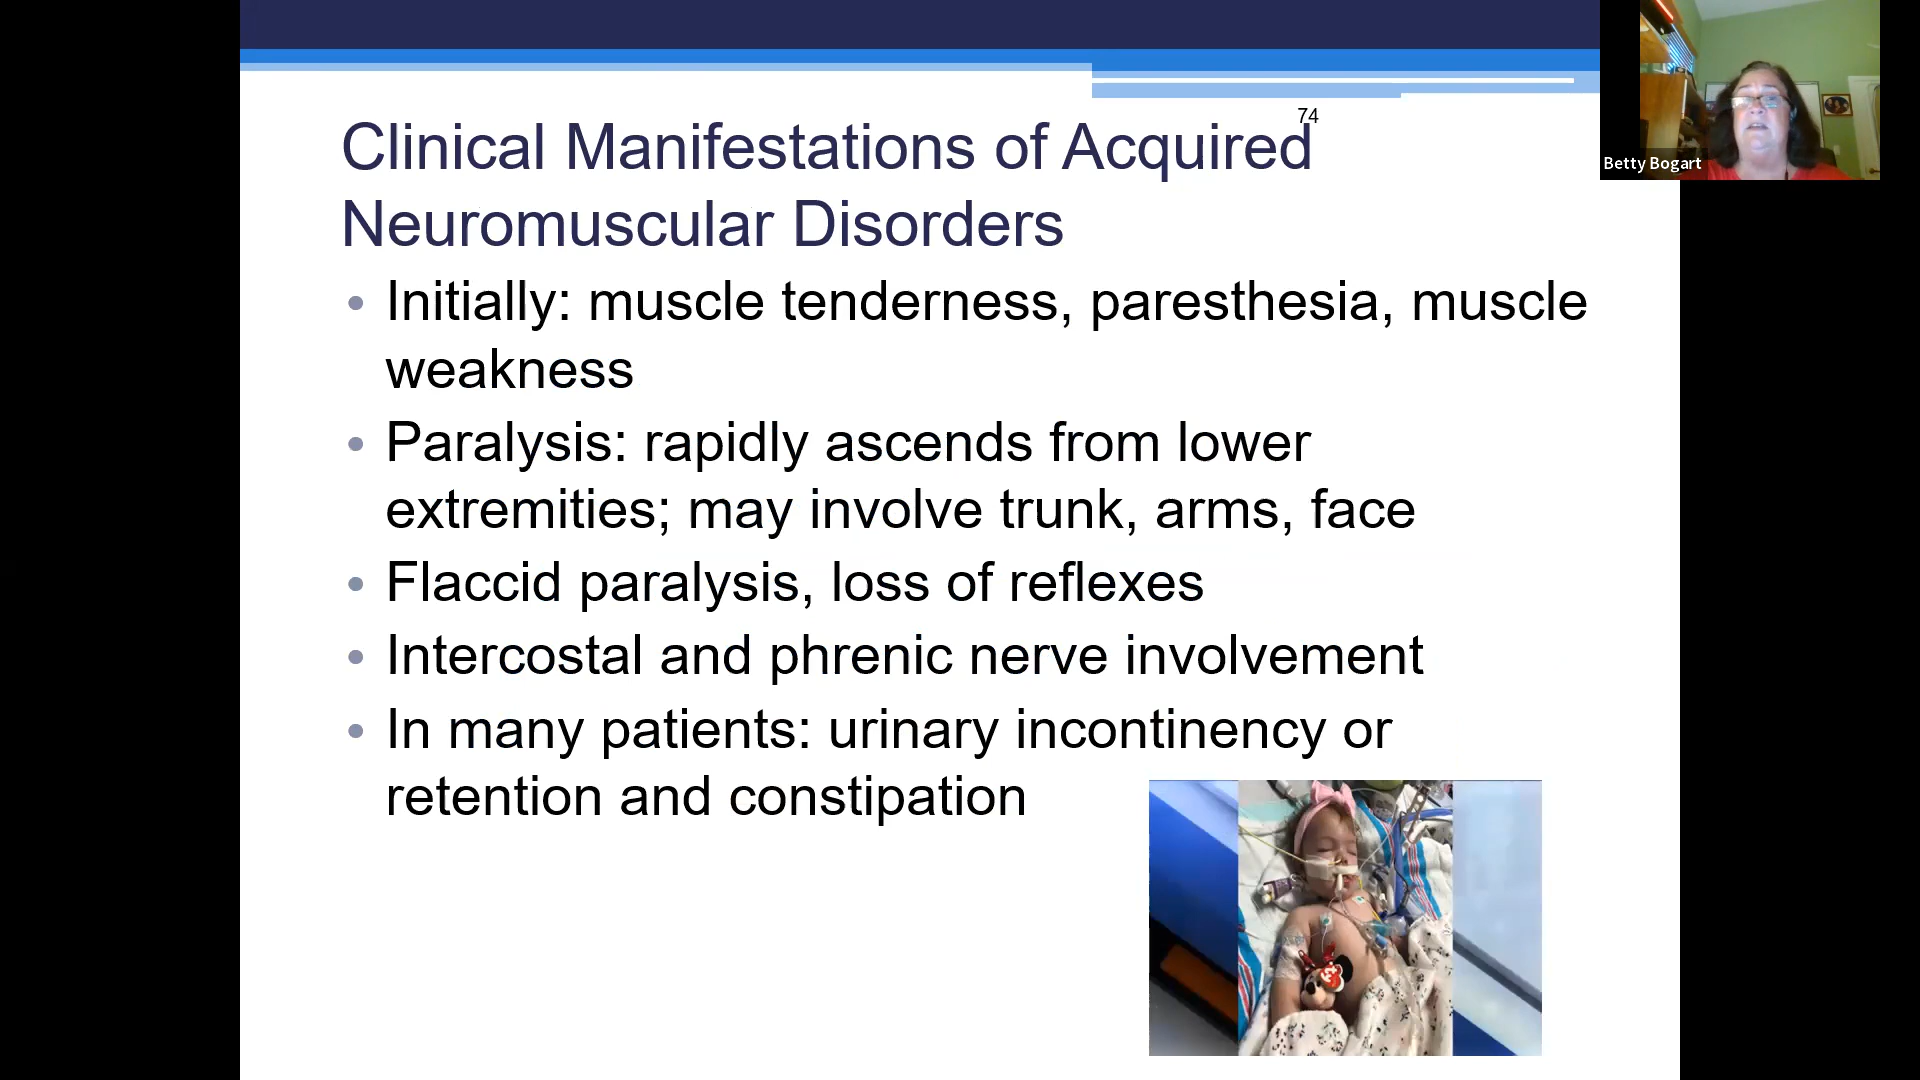 74
Clinical Manifestations of Acquired
Neuromuscular Disorders
• Initially: muscle tenderness, paresthesia, muscle
weakness
• Paralysis: rapidly ascends from lower
extremities; may involve trunk, arms, face
• Flaccid paralysis, loss of reflexes
• Intercostal and phrenic nerve involvement
• In many patients: urinary incontinency or
retention and constipation
Betty Bogart